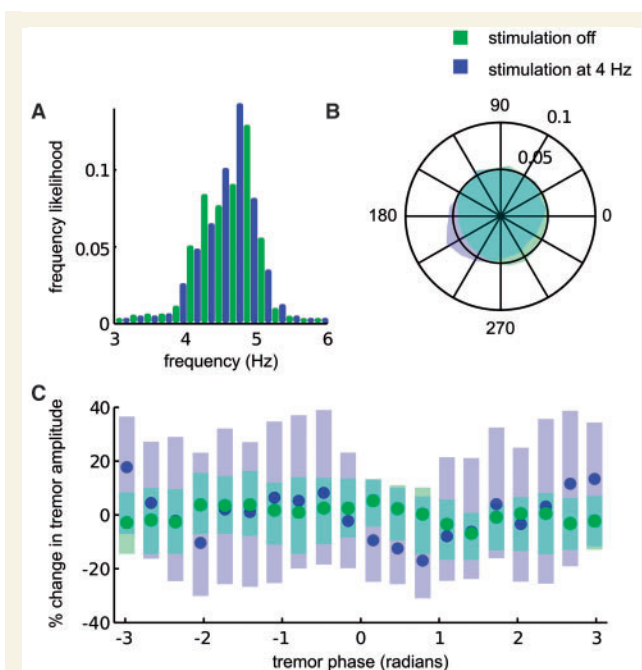 stimulation off
stimulation at 4 Hz
A
B
frequency likelihood
0.1
0.05
0
3
4
5
6
frequency (Hz)
90
0.1
0.05
180
0
270
C
% change in tremor amplitude
40
20
0
-20
-40
-3
-2
-1
0
1
2
3
tremor phase (radians)